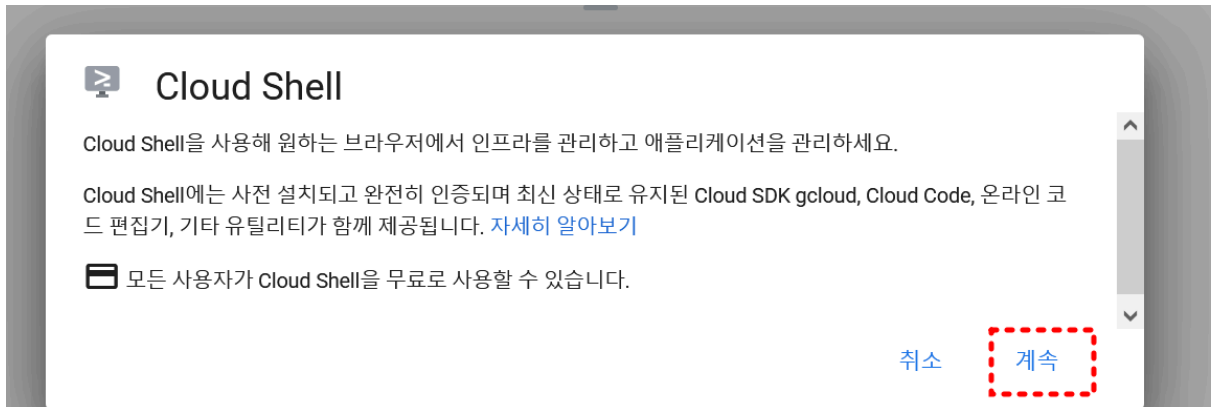 Cloud Shell
Cloud Shell을 사용해 원하는 브라우저에서 인프라를 관리하고 애플리케이션을 관리하세요.
Cloud Shell에는 사전 설치되고 완전히 인증되며 최신 상태로 유지된 Cloud SDK gcloud, Cloud Code, 온라인 코
드 편집기, 기타 유틸리티가 함께 제공됩니다. 자세히 알아보기
모든 사용자가 Cloud Shell을 무료로 사용할 수 있습니다.
취소 계속